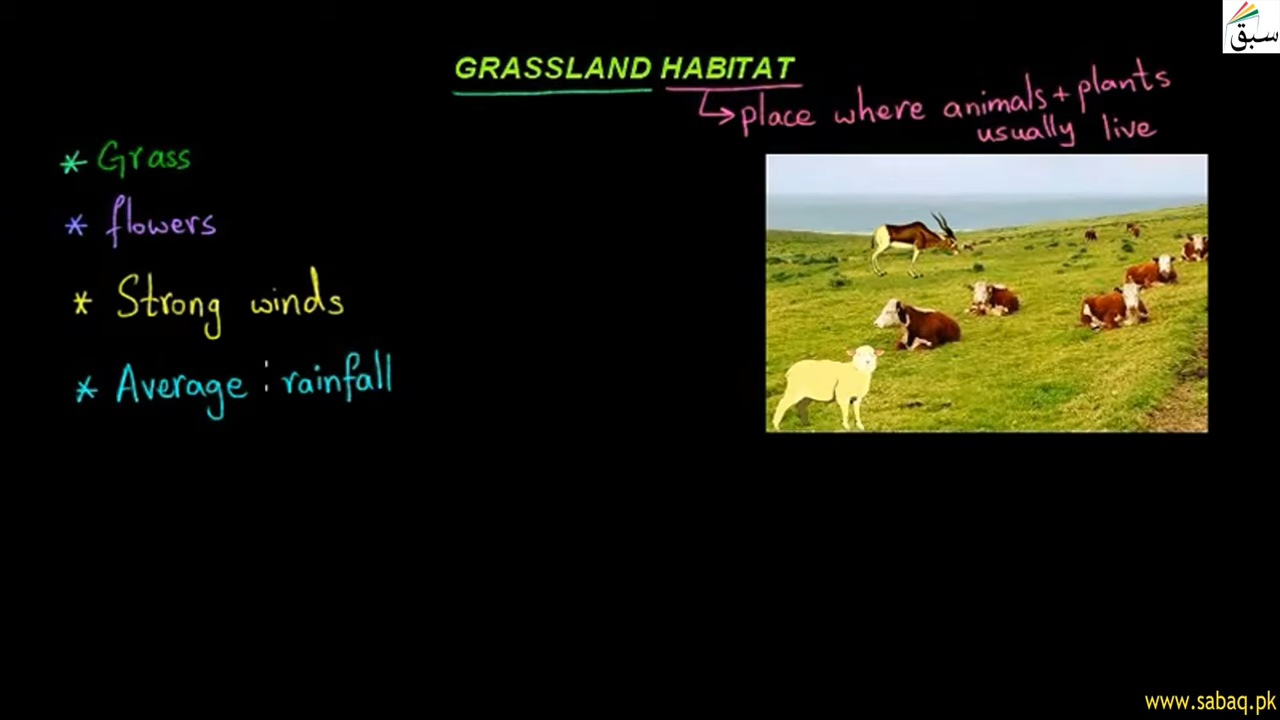 سبق
GRASSLAND HABITAT
place where animals + plants
usually live
* Grass
* flowers
* Strong winds
* Average rainfall
www.sabaq.pk